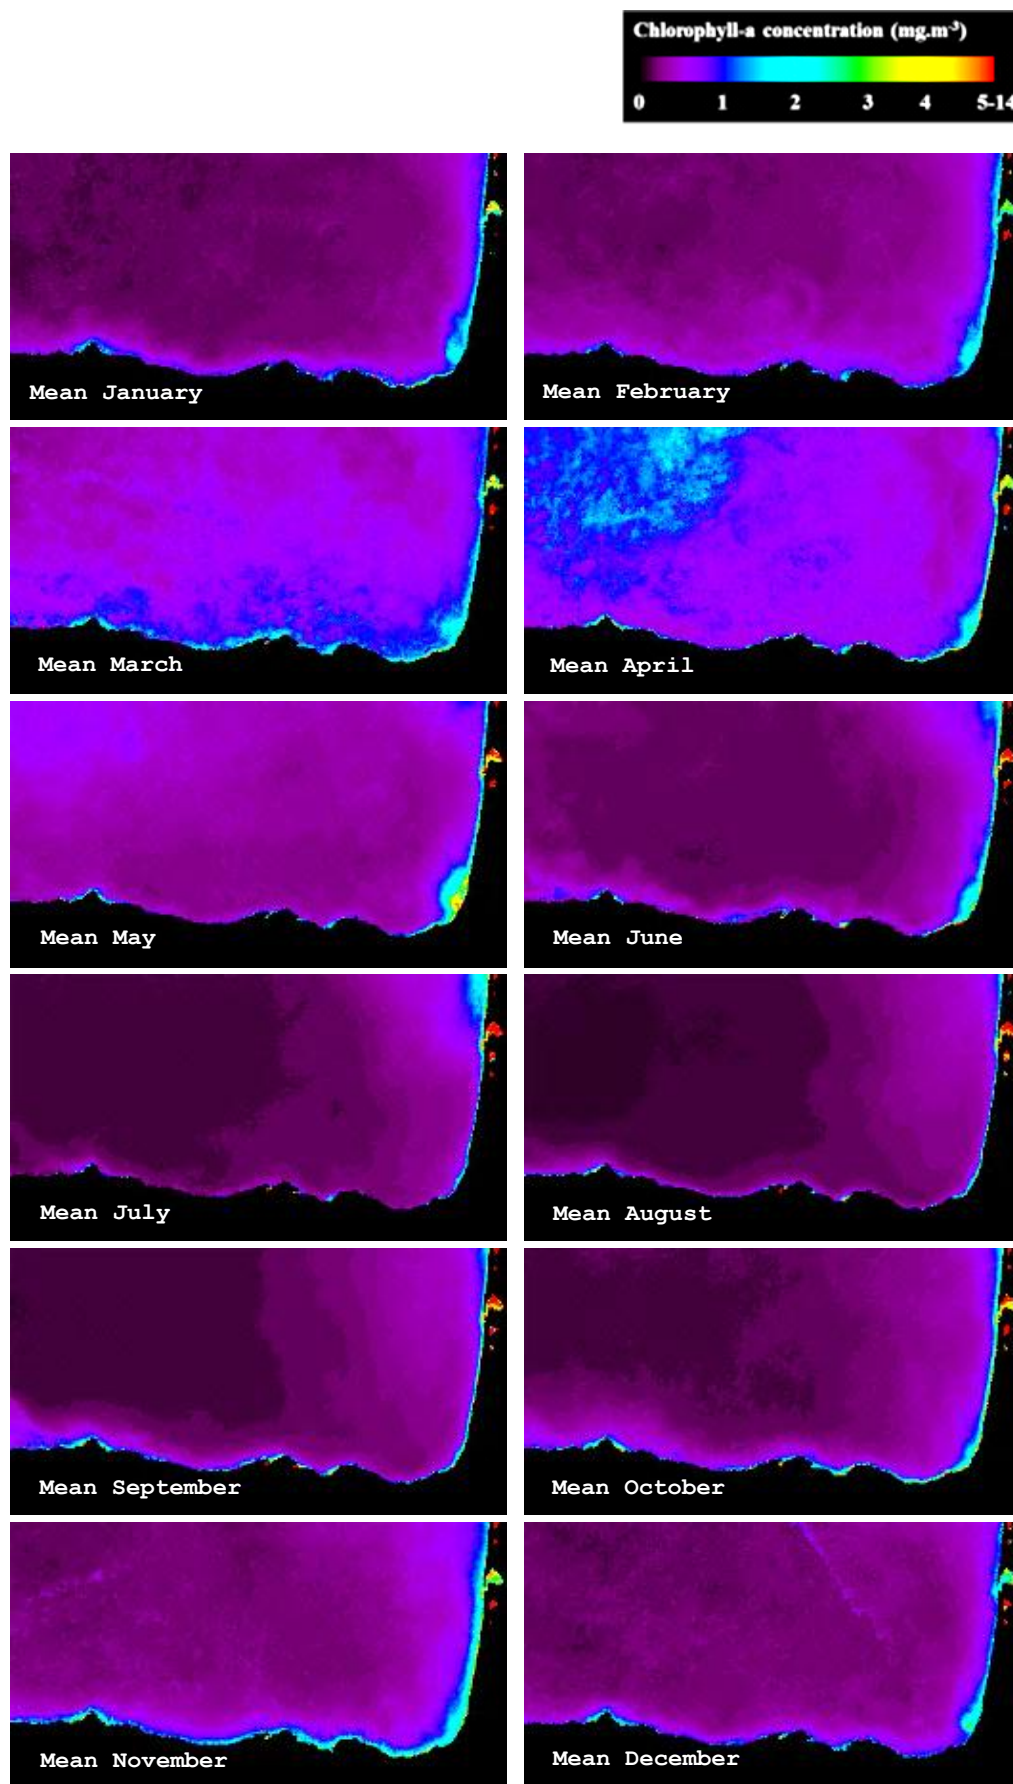 Chlorophyll-a concentration (mg.m-3)
0 1 2 3 4 5-14
Mean January
Mean February
Mean March
Mean April
Mean May
Mean June
Mean July
Mean August
Mean September
Mean October
Mean November
Mean December